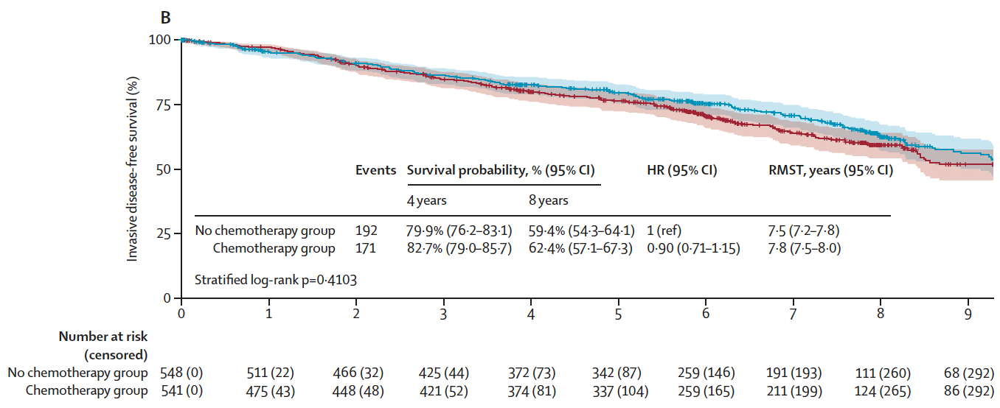 B
Invasive disease-free survival (%)
100
75
50
25
0
Events Survival probability, % (95% CI) HR (95% CI) RMST, years (95% CI)
4 years 8 years
No chemotherapy group 192 79·9% (76·2–83·1) 59·4% (54·3–64·1) 1 (ref) 7·5 (7·2–7·8)
Chemotherapy group 171 82·7% (79·0–85·7) 62·4% (57·1–67·3) 0·90 (0·71–1·15) 7·8 (7·5–8·0)
Stratified log-rank p=0·4103
0 1 2 3 4 5 6 7 8 9
Number at risk
(censored)
No chemotherapy group 548 (0) 511 (22) 466 (32) 425 (44) 372 (73) 342 (87) 259 (146) 191 (193) 111 (260) 68 (292)
Chemotherapy group 541 (0) 475 (43) 448 (48) 421 (52) 374 (81) 337 (104) 259 (165) 211 (199) 124 (265) 86 (292)